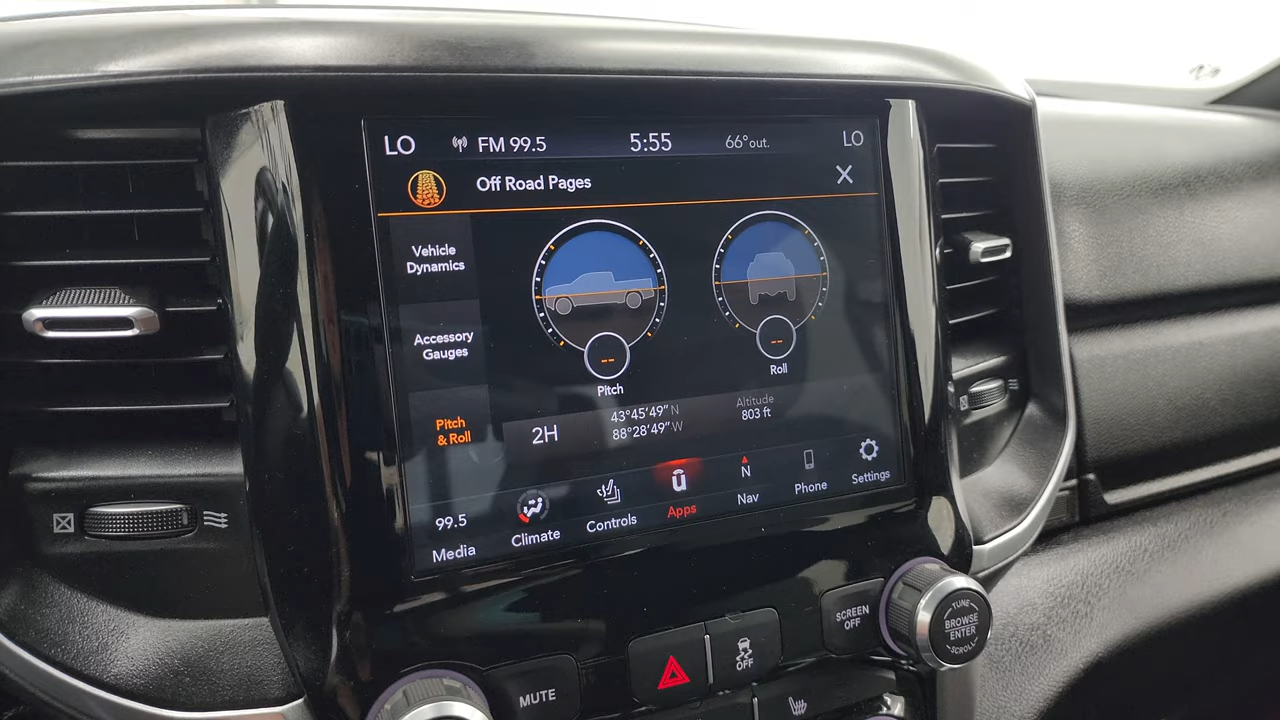 LO FM 99.5 5:55 66°out. LO
Off Road Pages X
Vehicle
Dynamics
Accessory
Gauges
Pitch
& Roll
--
Pitch
--
Roll
2H
43°45'49" N
88°28'49" W
Altitude
803 ft
99.5
Media
Climate
Controls
Apps
N
Nav
Phone
Settings
MUTE
OFF
SCREEN
OFF
TUNE
BROWSE
ENTER
SCROLL